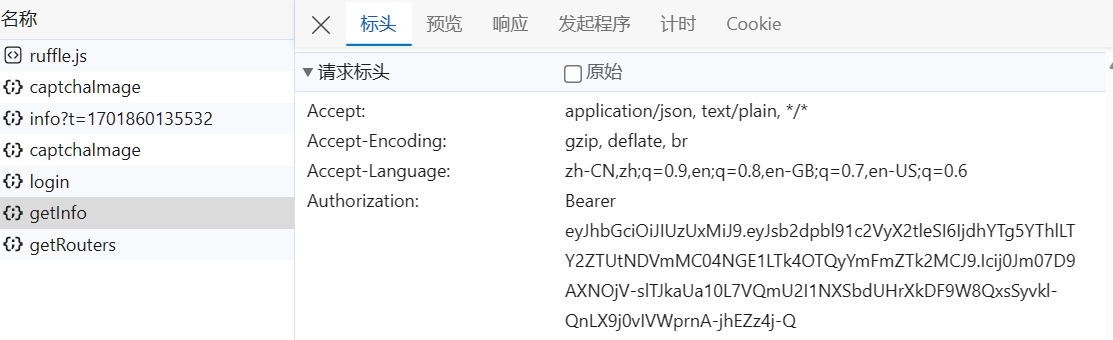 名称
ruffle.js
captchaImage
info?t=1701860135532
captchaImage
login
getInfo
getRouters
标头 预览 响应 发起程序 计时 Cookie
请求标头 原始
Accept: application/json, text/plain, */*
Accept-Encoding: gzip, deflate, br
Accept-Language: zh-CN,zh;q=0.9,en;q=0.8,en-GB;q=0.7,en-US;q=0.6
Authorization: Bearer
eyJhbGciOiJIUzUxMiJ9.eyJsb2dpbl91c2VyX2tleSI6IjdhYTg5YThlLT
Y2ZTUtNDVmMC04NGE1LTk4OTQyYmFmZTk2MCJ9.Icij0Jm07D9
AXNOjV-slTJkaUa10L7VQmU2I1NXSbdUHrXkDF9W8QxsSyvkl-
QnLX9j0vIVWprnA-jhEZz4j-Q